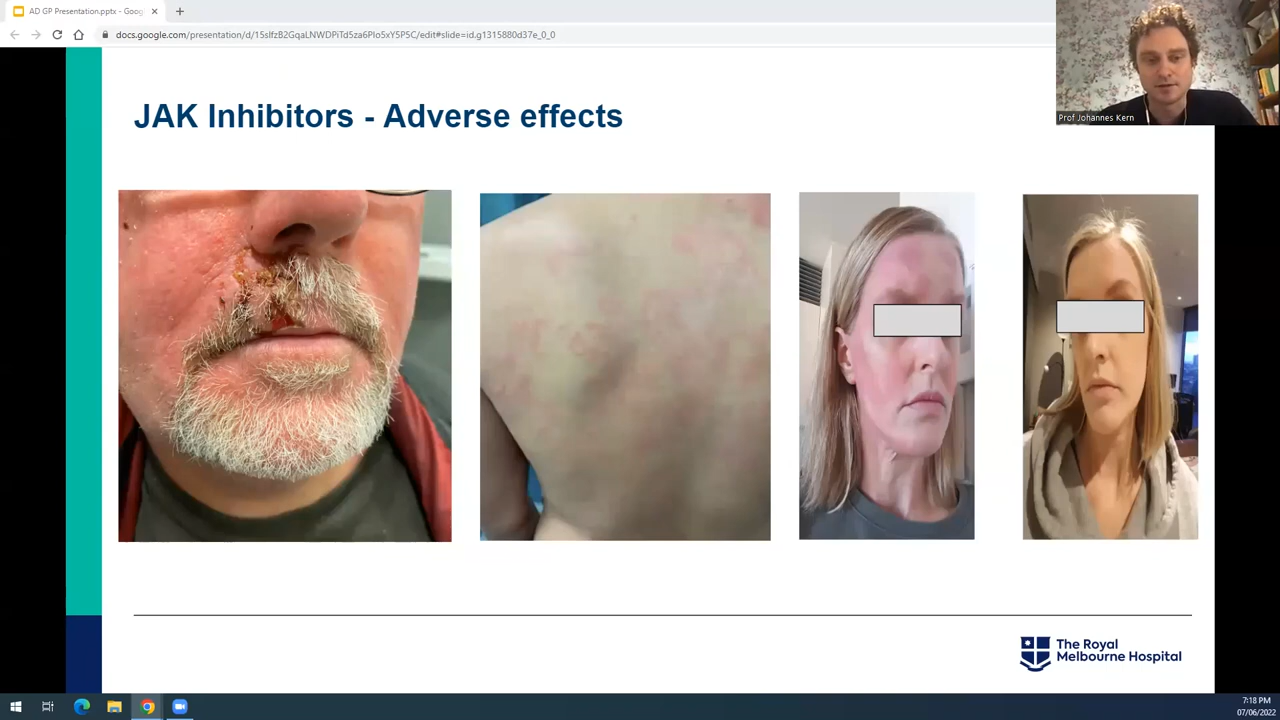 AD GP Presentation.pptx - Goog
docs.google.com/presentation/d/15sIfzB2GqaLNWDPiTd5za6PIo5xY5P5C/edit#slide=id.g1315880d37e_0_0
Prof Johannes Kern
JAK Inhibitors - Adverse effects
The Royal
Melbourne Hospital
7:18 PM
07/06/2022